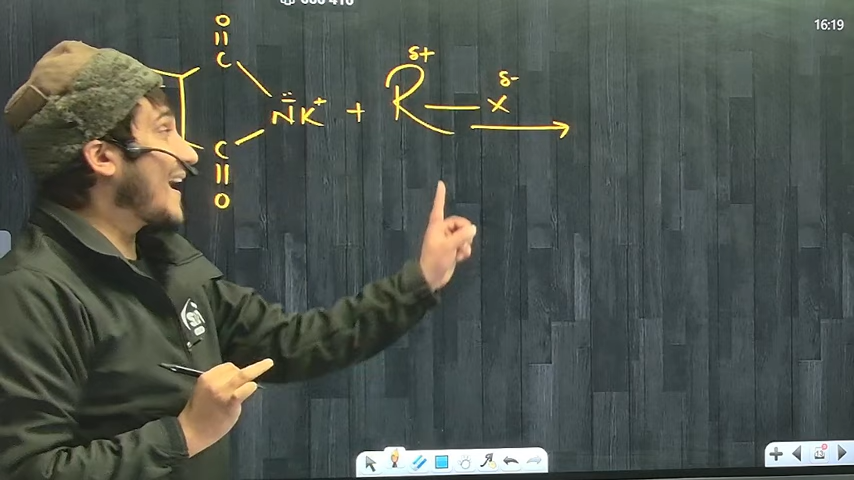 16:19
O
||
C
N̈⁻K⁺ + R^δ+ — X^δ- →
C
||
O